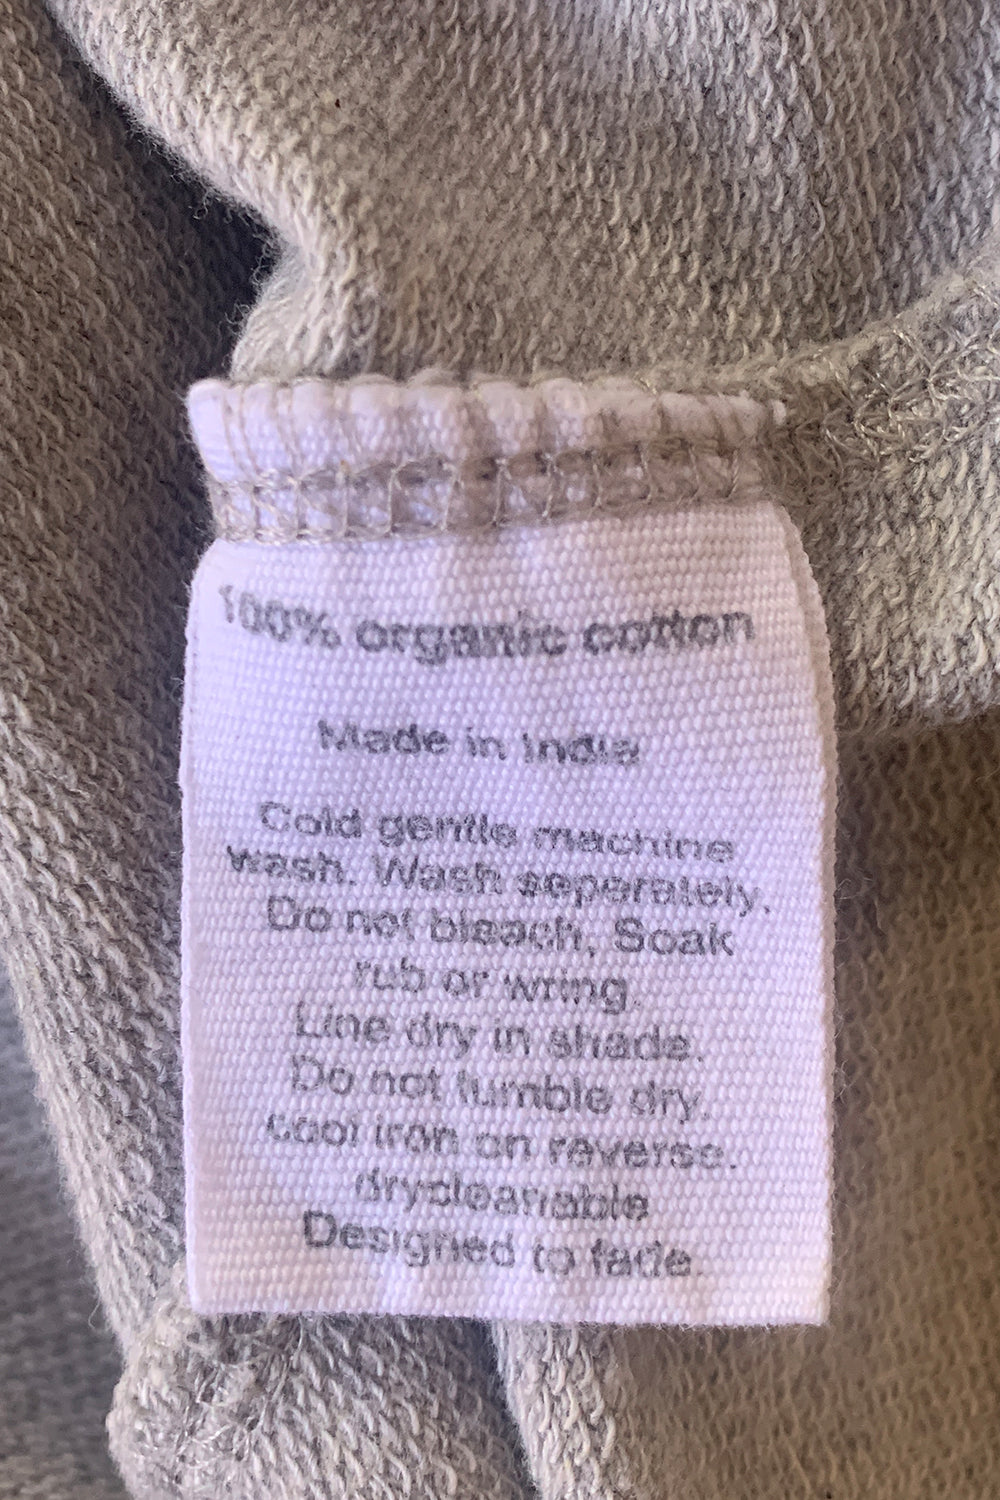 100% organic cotton
Made in India
Cold gentle machine
wash. Wash seperately.
Do not bleach, Soak
rub or wring.
Line dry in shade.
Do not tumble dry.
cool iron on reverse.
drycleanable
Designed to fade.